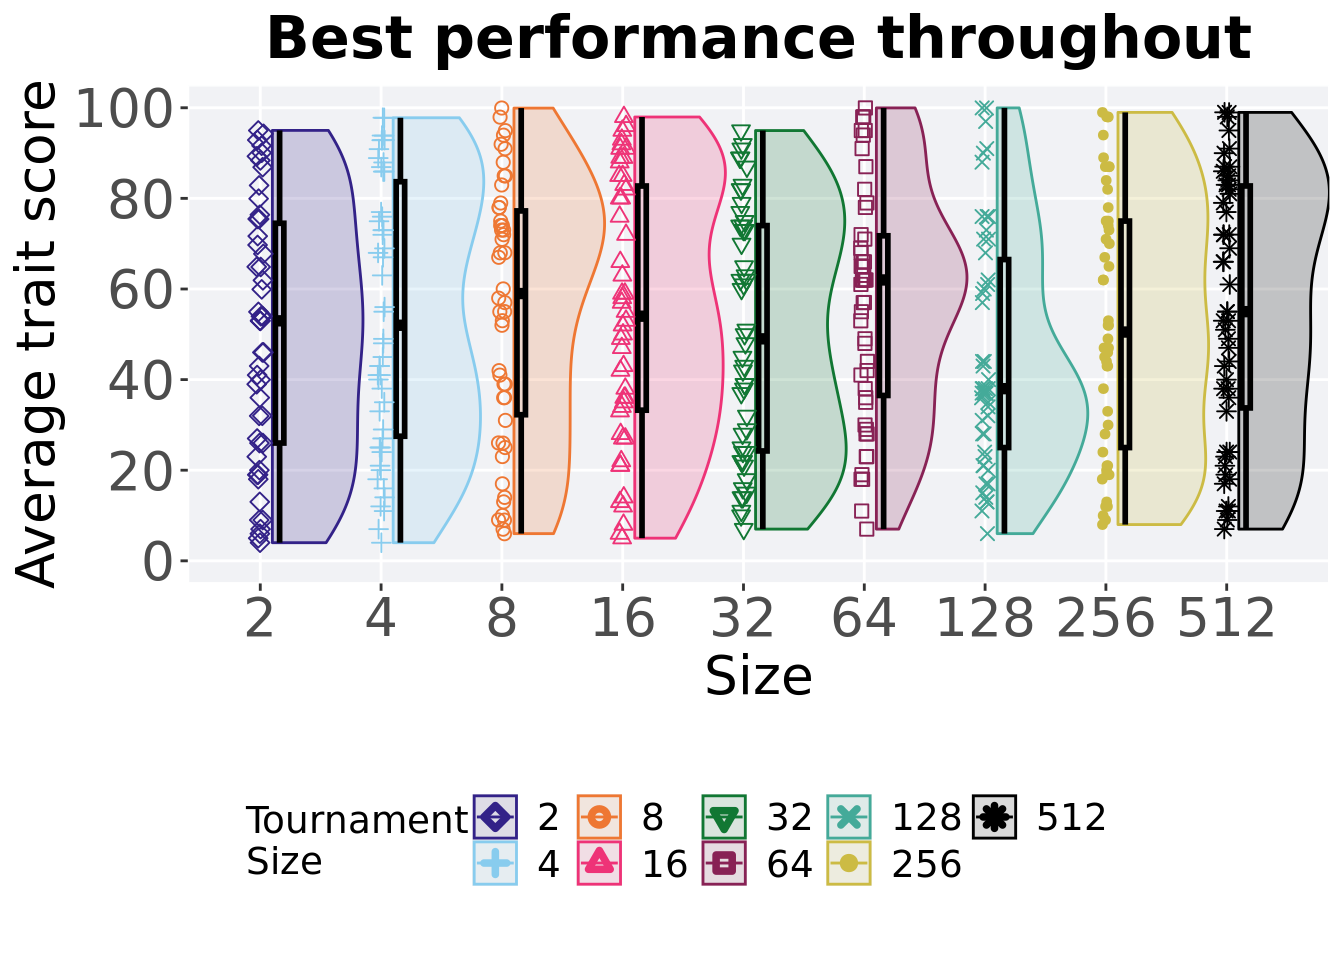 Best performance throughout
Average trait score
100
80
60
40
20
0
2 4 8 16 32 64 128 256 512
Size
Tournament
Size
2 8 32 128 512
4 16 64 256